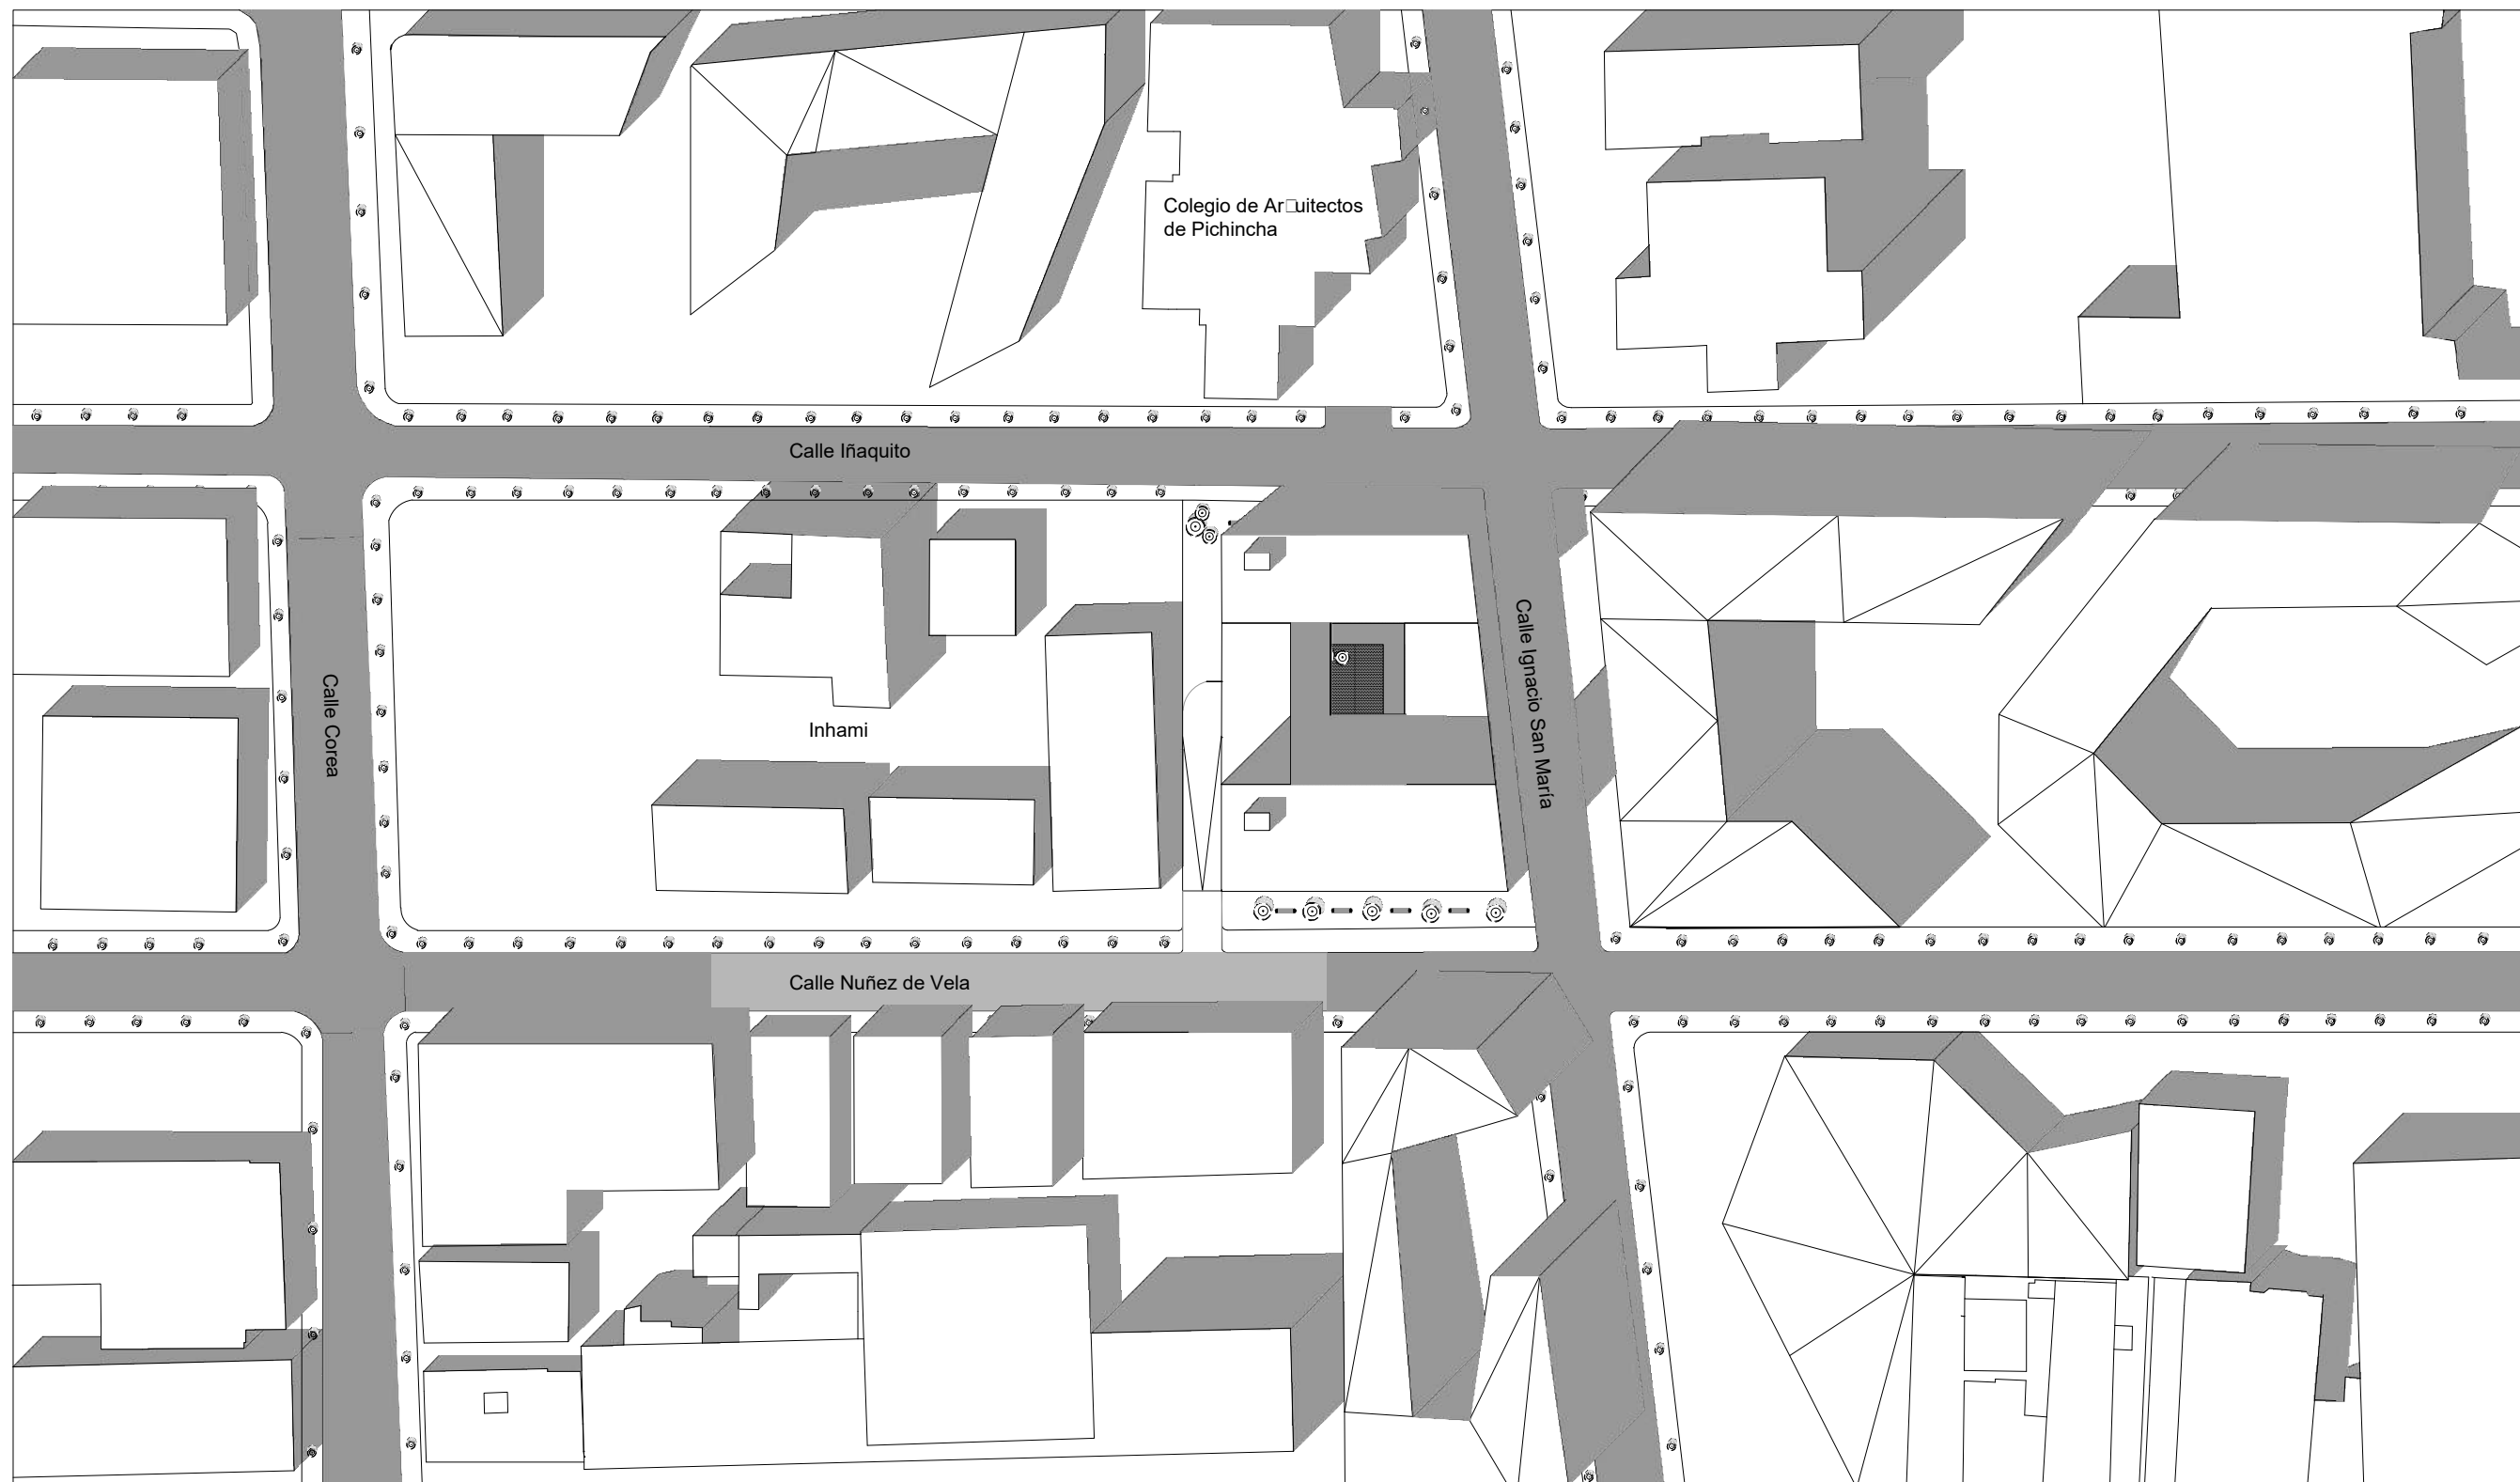 Colegio de Ar□uitectos
de Pichincha
Calle Iñaquito
Calle Ignacio San María
Calle Corea
Inhami
Calle Nuñez de Vela